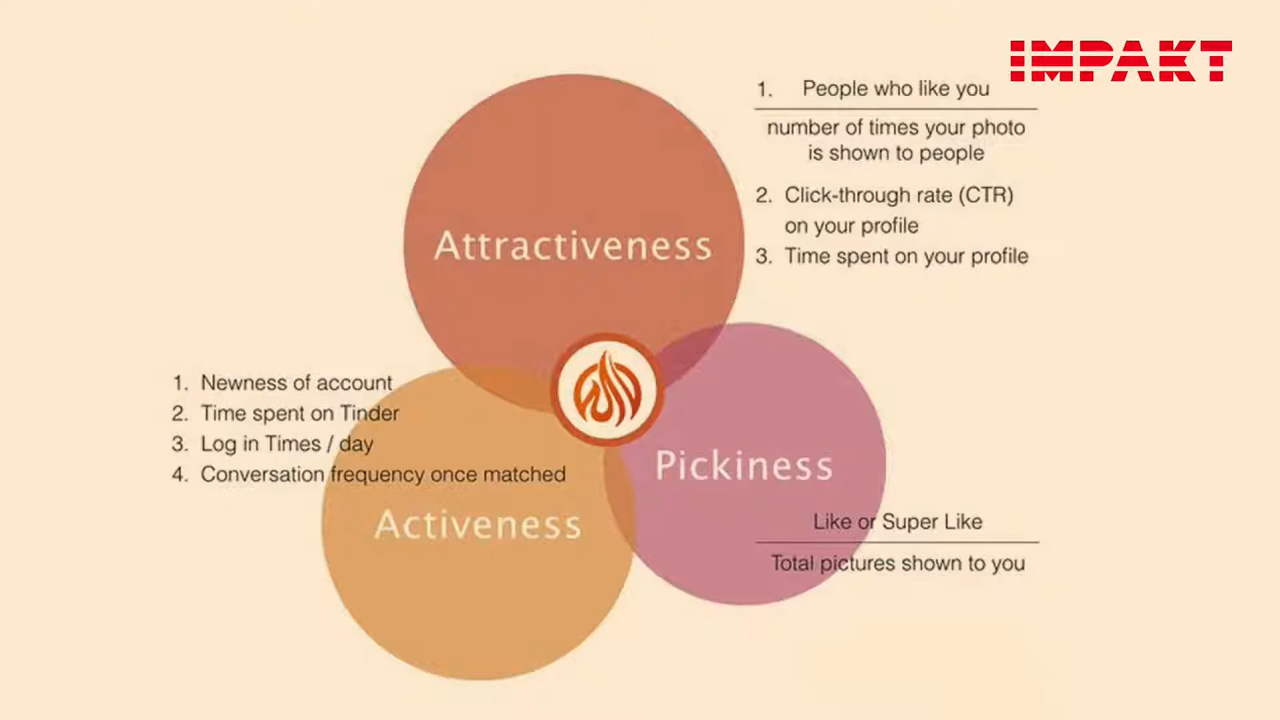 IMPAKT
1. People who like you
number of times your photo
is shown to people
2. Click-through rate (CTR)
on your profile
3. Time spent on your profile
Attractiveness
1. Newness of account
2. Time spent on Tinder
3. Log in Times / day
4. Conversation frequency once matched
Activeness
Pickiness
Like or Super Like
Total pictures shown to you